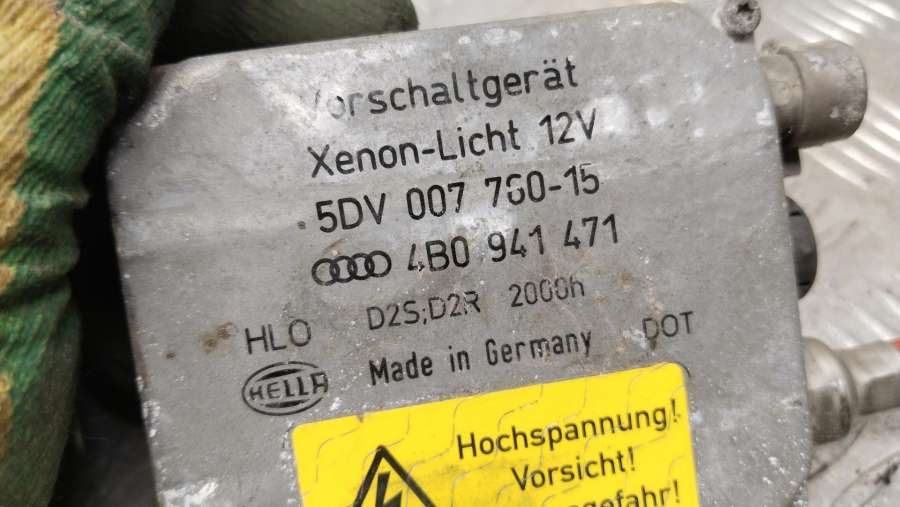 Vorschaltgerät
Xenon-Licht 12V
5DV 007 760-15
4B0 941 471
D2S;D2R 2000h
HLO
Made in Germany
DOT
HELLA
Hochspannung!
Vorsicht!